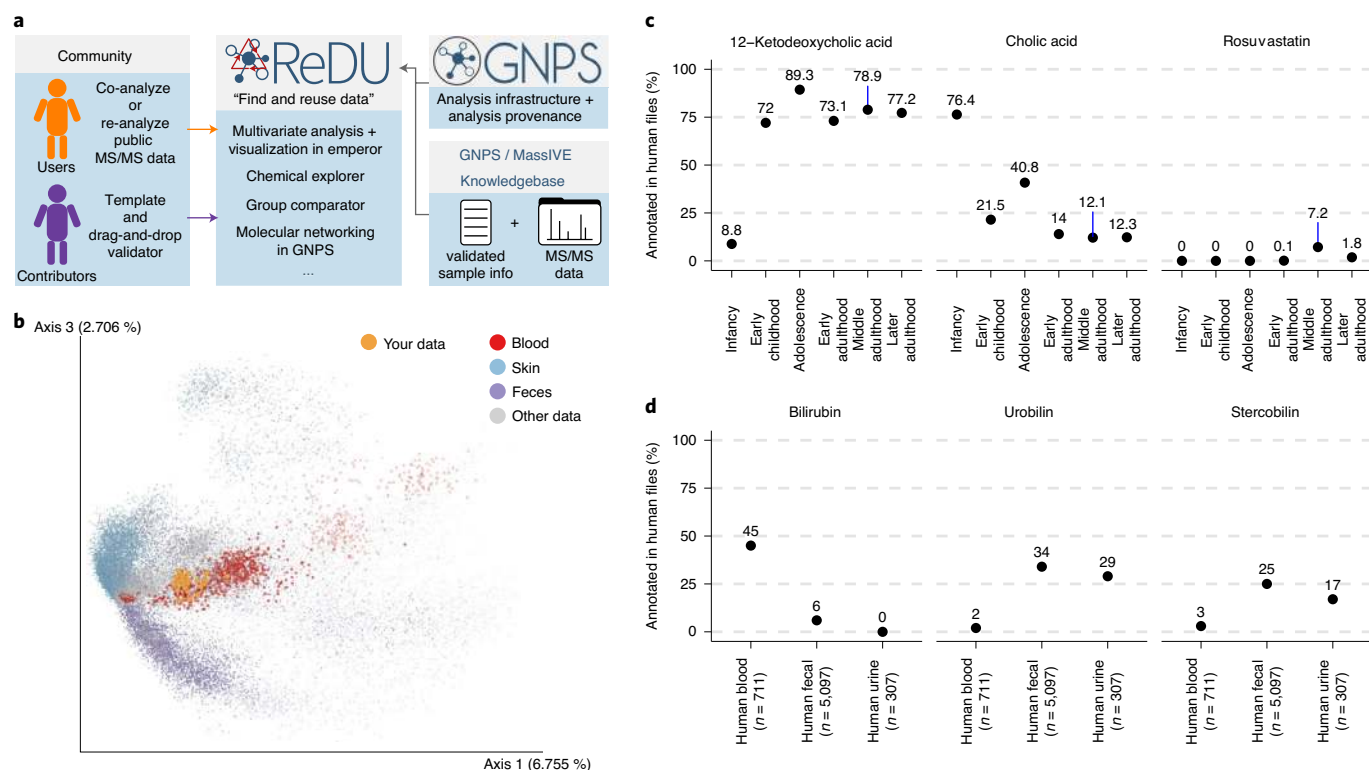 a
Community
Co-analyze
or
re-analyze
public
MS/MS data
Users
Template
and
drag-and-drop
validator
Contributors
ReDU
“Find and reuse data”
Multivariate analysis +
visualization in emperor
Chemical explorer
Group comparator
Molecular networking
in GNPS
...
GNPS
Analysis infrastructure +
analysis provenance
GNPS / MassIVE
Knowledgebase
+
validated
sample info
MS/MS
data
b
Axis 3 (2.706 %)
Your data
Blood
Skin
Feces
Other data
Axis 1 (6.755 %)
c
12–Ketodeoxycholic acid
Cholic acid
Rosuvastatin
Annotated in human files (%)
100
75
50
25
0
8.8
72
89.3
73.1
78.9
77.2
76.4
21.5
40.8
14
12.1
12.3
0
0
0
0.1
7.2
1.8
Infancy
Early
childhood
Adolescence
Early
adulthood
Middle
adulthood
Later
adulthood
Infancy
Early
childhood
Adolescence
Early
adulthood
Middle
adulthood
Later
adulthood
Infancy
Early
childhood
Adolescence
Early
adulthood
Middle
adulthood
Later
adulthood
d
Bilirubin
Urobilin
Stercobilin
Annotated in human files (%)
100
75
50
25
0
45
6
0
2
34
29
3
25
17
Human blood
(n = 711)
Human fecal
(n = 5,097)
Human urine
(n = 307)
Human blood
(n = 711)
Human fecal
(n = 5,097)
Human urine
(n = 307)
Human blood
(n = 711)
Human fecal
(n = 5,097)
Human urine
(n = 307)